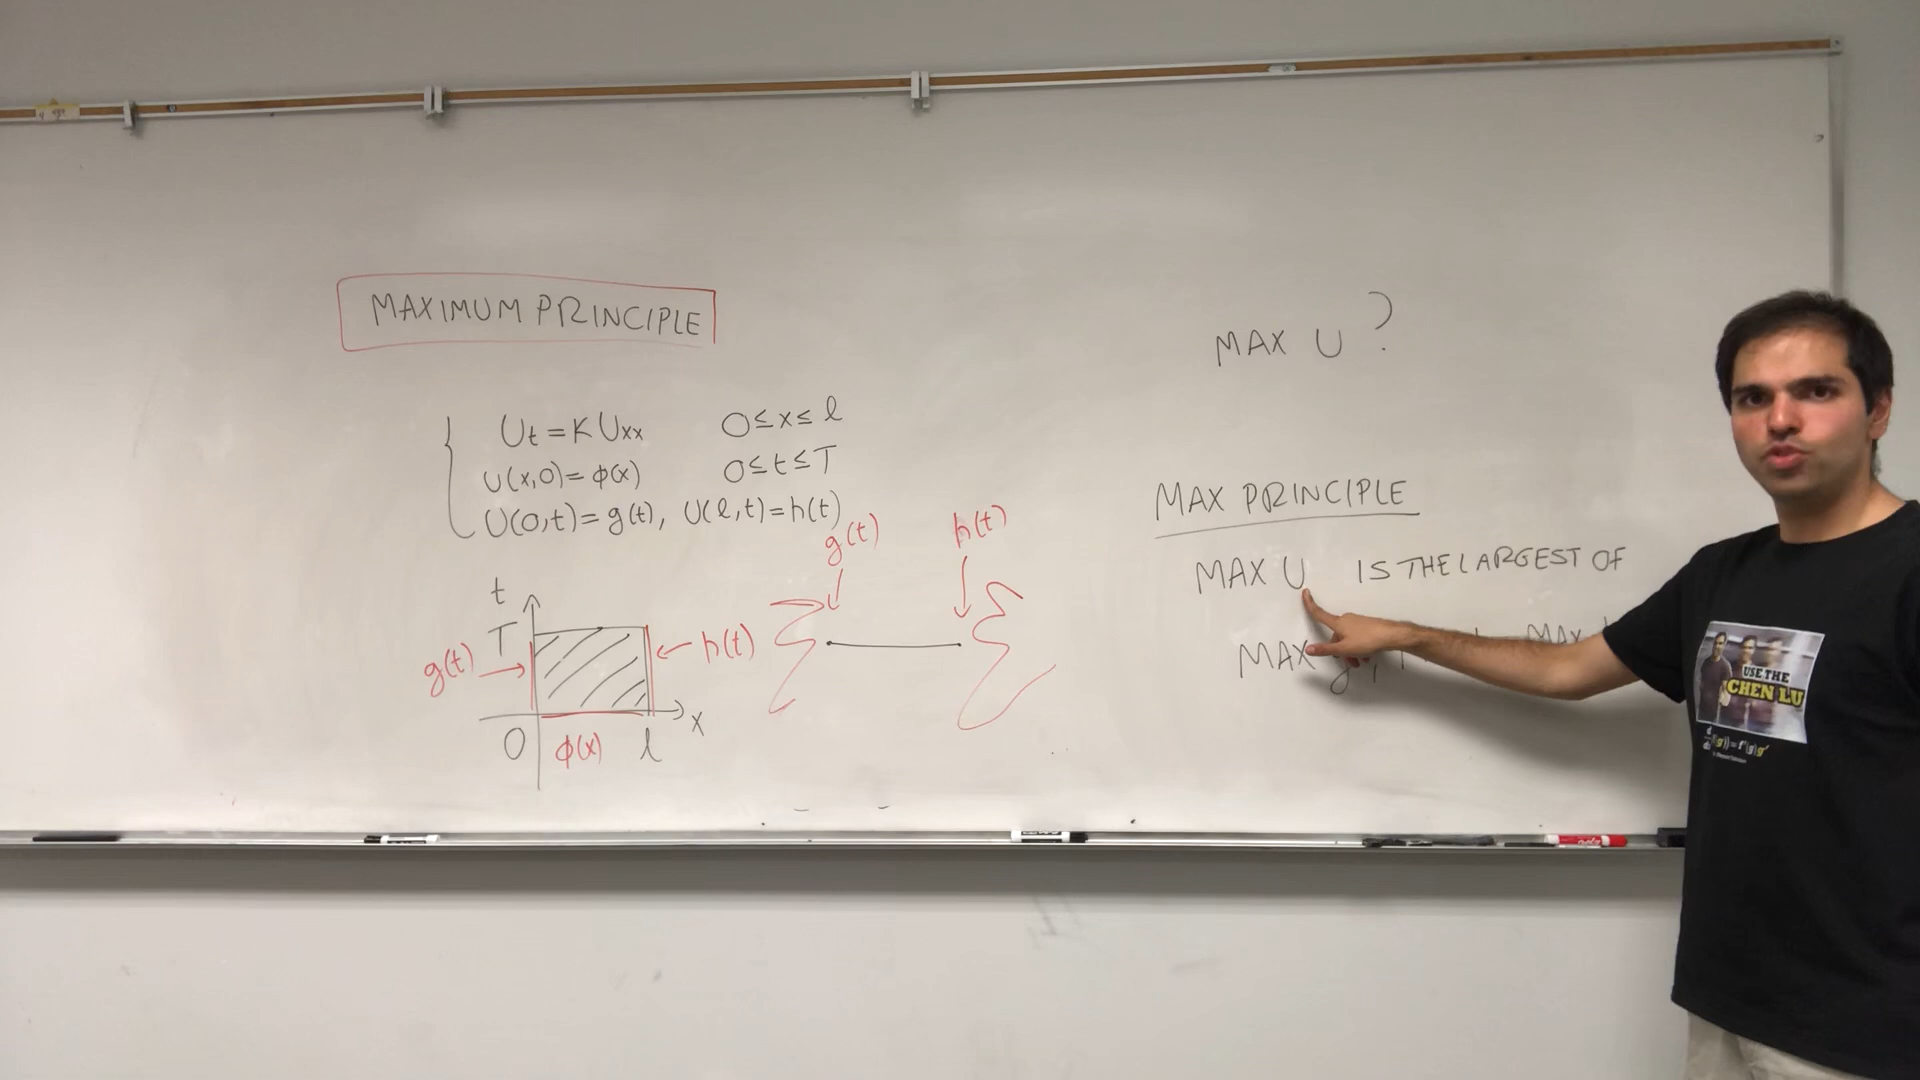 MAXIMUM PRINCIPLE
Ut = K Uxx 0 ≤ x ≤ l
U(x,0) = ϕ(x) 0 ≤ t ≤ T
U(0,t) = g(t), U(l,t) = h(t)
g(t) h(t)
t
T
g(t) h(t)
x
0 ϕ(x) l
MAX U ?
MAX PRINCIPLE
MAX U IS THE LARGEST OF
MAX MAX
USE THE
CHEN LU